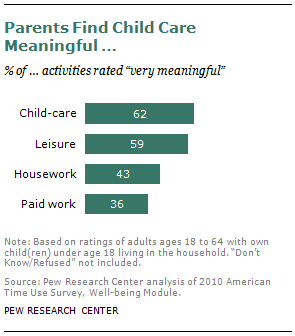 Parents Find Child Care
Meaningful ...
% of ... activities rated “very meaningful”
Child-care 62
Leisure 59
Housework 43
Paid work 36
Note: Based on ratings of adults ages 18 to 64 with own
child(ren) under age 18 living in the household. “Don’t
Know/Refused” not included.
Source: Pew Research Center analysis of 2010 American
Time Use Survey, Well-being Module.
PEW RESEARCH CENTER